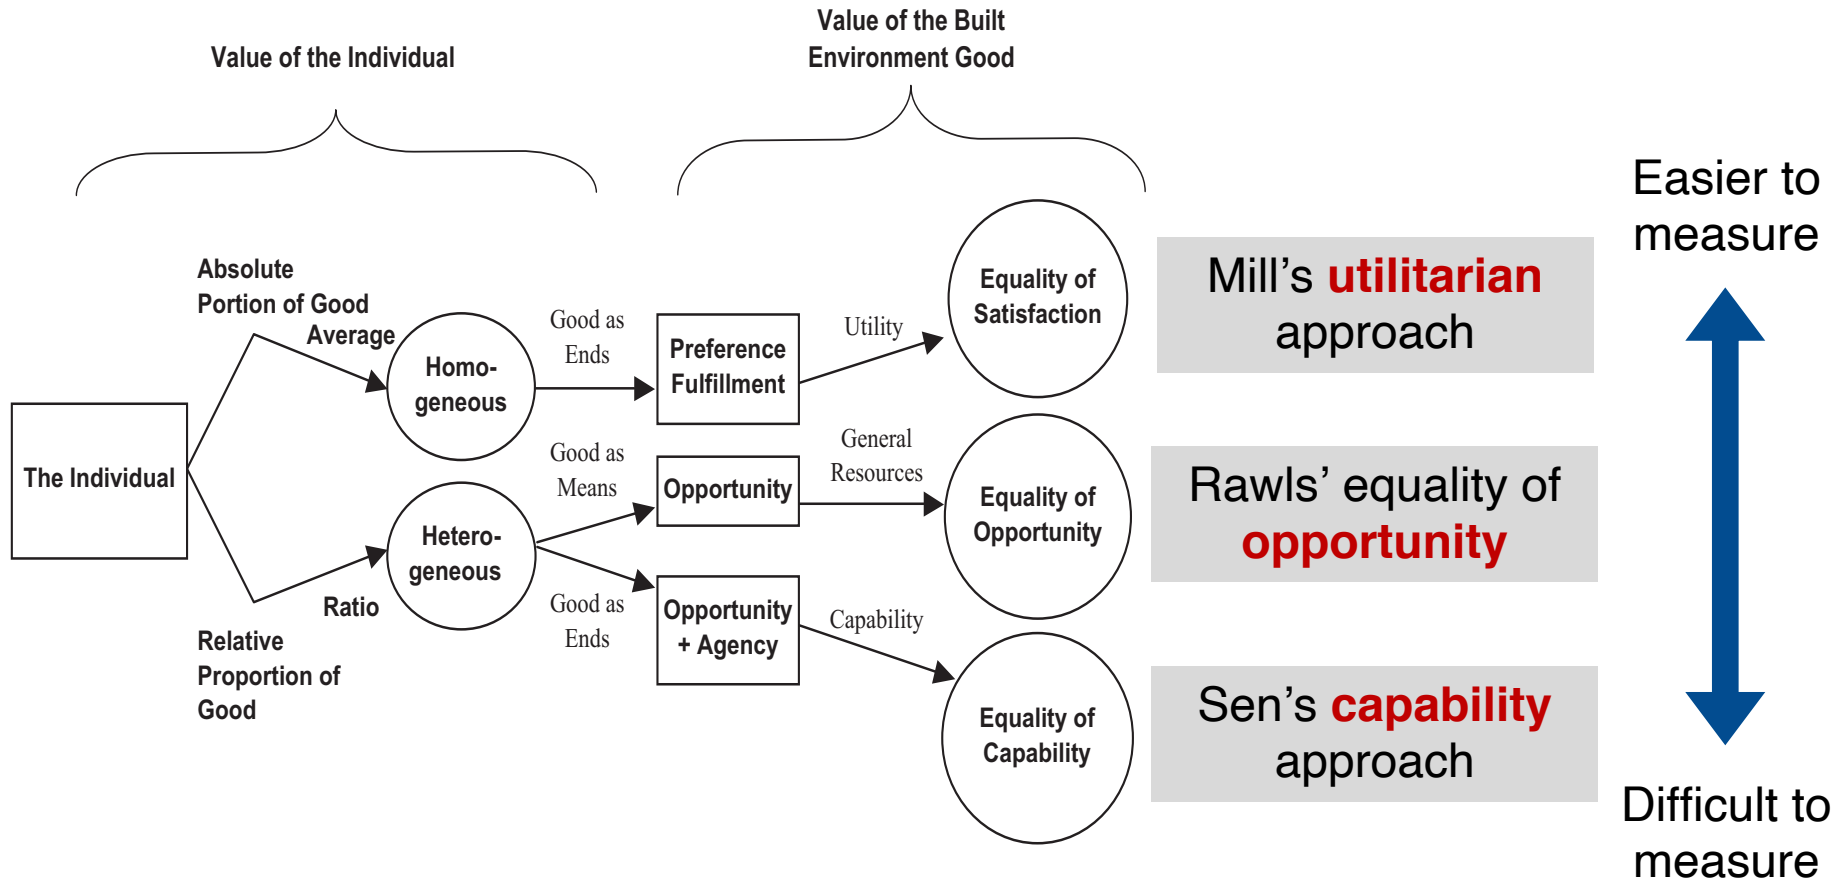 Value of the Individual
Value of the Built
Environment Good
The Individual
Absolute
Portion of Good
Average
Relative
Proportion of
Good
Ratio
Homo-
geneous
Hetero-
geneous
Good as
Ends
Good as
Means
Good as
Ends
Preference
Fulfillment
Opportunity
Opportunity
+ Agency
Utility
General
Resources
Capability
Equality of
Satisfaction
Equality of
Opportunity
Equality of
Capability
Mill’s utilitarian
approach
Rawls’ equality of
opportunity
Sen’s capability
approach
Easier to
measure
Difficult to
measure